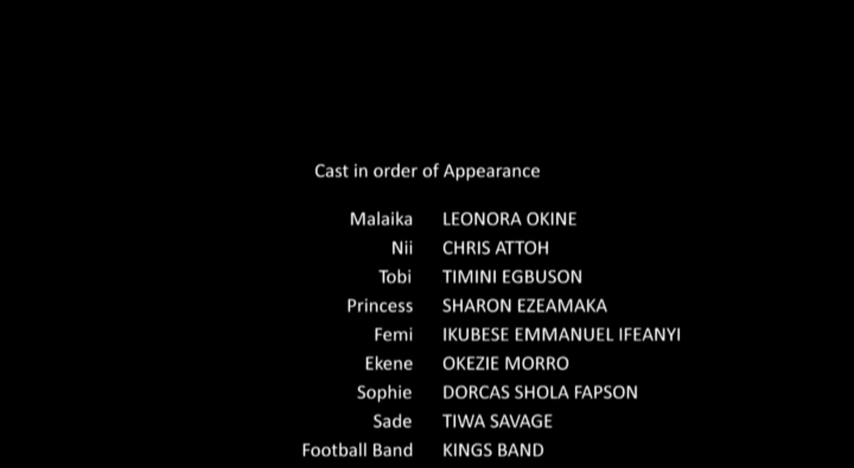 Cast in order of Appearance
Malaika LEONORA OKINE
Nii CHRIS ATTOH
Tobi TIMINI EGBUSON
Princess SHARON EZEAMAKA
Femi IKUBESE EMMANUEL IFEANYI
Ekene OKEZIE MORRO
Sophie DORCAS SHOLA FAPSON
Sade TIWA SAVAGE
Football Band KINGS BAND